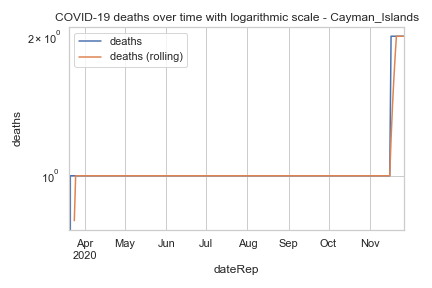 COVID-19 deaths over time with logarithmic scale - Cayman_Islands
deaths
deaths (rolling)
2 × 10⁰
10⁰
deaths
Apr May Jun Jul Aug Sep Oct Nov
2020
dateRep